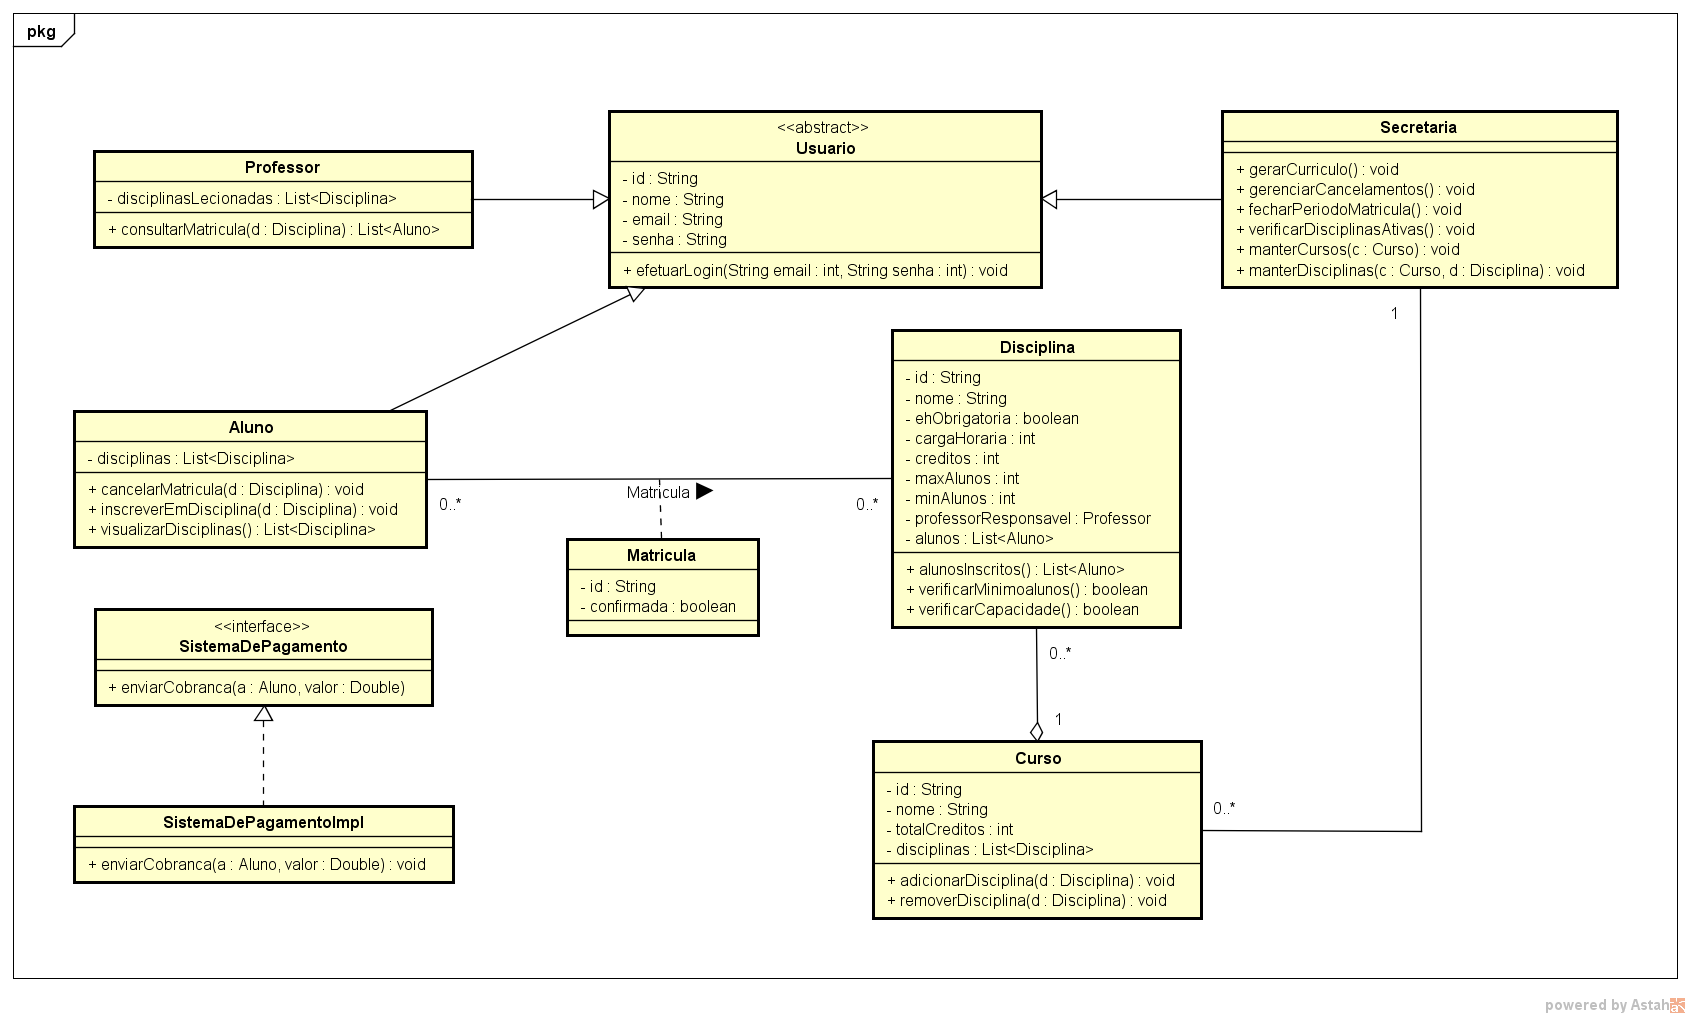 pkg
<<abstract>>
Usuario
- id : String
- nome : String
- email : String
- senha : String
+ efetuarLogin(String email : int, String senha : int) : void
Secretaria
+ gerarCurriculo() : void
+ gerenciarCancelamentos() : void
+ fecharPeriodoMatricula() : void
+ verificarDisciplinasAtivas() : void
+ manterCursos(c : Curso) : void
+ manterDisciplinas(c : Curso, d : Disciplina) : void
1
Professor
- disciplinasLecionadas : List<Disciplina>
+ consultarMatricula(d : Disciplina) : List<Aluno>
Disciplina
- id : String
- nome : String
- ehObrigatoria : boolean
- cargaHoraria : int
- creditos : int
- maxAlunos : int
- minAlunos : int
- professorResponsavel : Professor
- alunos : List<Aluno>
+ alunosInscritos() : List<Aluno>
+ verificarMinimoalunos() : boolean
+ verificarCapacidade() : boolean
Aluno
- disciplinas : List<Disciplina>
+ cancelarMatricula(d : Disciplina) : void
+ inscreverEmDisciplina(d : Disciplina) : void
+ visualizarDisciplinas() : List<Disciplina>
0..*
Matricula
0..*
Matricula
- id : String
- confirmada : boolean
<<interface>>
SistemaDePagamento
+ enviarCobranca(a : Aluno, valor : Double)
0..*
1
Curso
- id : String
- nome : String
- totalCreditos : int
- disciplinas : List<Disciplina>
+ adicionarDisciplina(d : Disciplina) : void
+ removerDisciplina(d : Disciplina) : void
0..*
SistemaDePagamentoImpl
+ enviarCobranca(a : Aluno, valor : Double) : void
powered by Astah